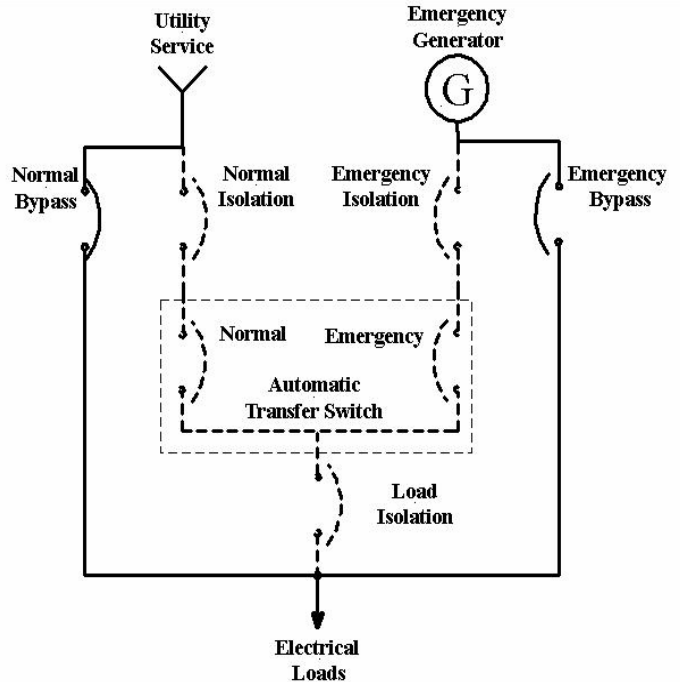 Utility
Service
Emergency
Generator
G
Normal
Bypass
Normal
Isolation
Emergency
Isolation
Emergency
Bypass
Normal
Emergency
Automatic
Transfer Switch
Load
Isolation
Electrical
Loads